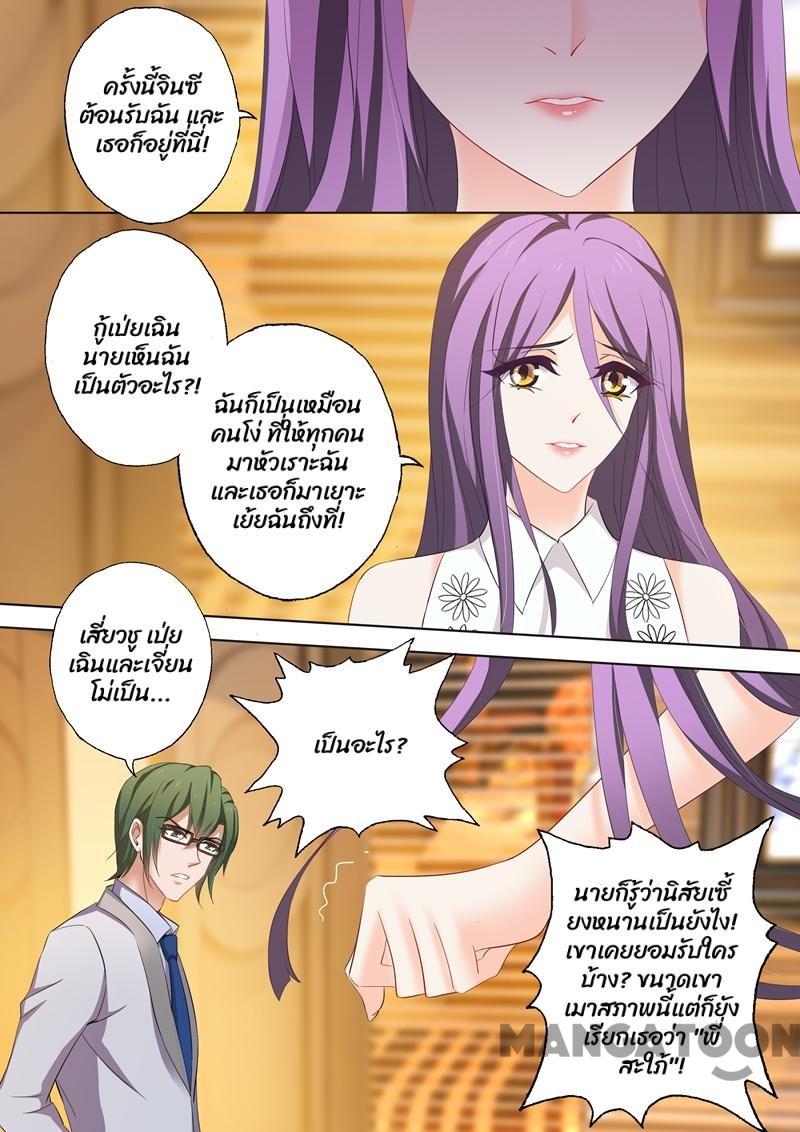 ครั้งนี้จินซี
ต้อนรับฉัน และ
เธอก็อยู่ที่นี่!
กู้เป่ยเฉิน
นายเห็นฉัน
เป็นตัวอะไร?!
ฉันก็เป็นเหมือน
คนโง่ ที่ให้ทุกคน
มาหัวเราะฉัน
และเธอก็มาเยาะ
เย้ยฉันถึงที่!
เสี่ยวชู เป่ย
เฉินและเจี่ยน
โม่เป็น...
เป็นอะไร?
นายก็รู้ว่านิสัยเซี้
ยงหนานเป็นยังไง!
เขาเคยยอมรับใคร
บ้าง? ขนาดเขา
เมาสภาพนี้แต่ก็ยัง
เรียกเธอว่า "พี่
สะใภ้"!
MANGATOON